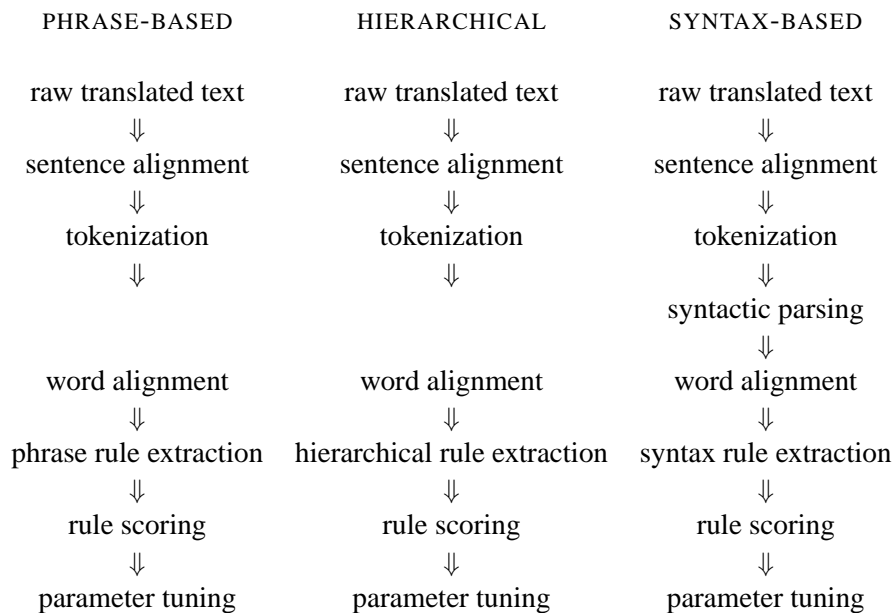 PHRASE-BASED HIERARCHICAL SYNTAX-BASED
raw translated text raw translated text raw translated text
⇓ ⇓ ⇓
sentence alignment sentence alignment sentence alignment
⇓ ⇓ ⇓
tokenization tokenization tokenization
⇓ ⇓ ⇓
syntactic parsing
⇓
word alignment word alignment word alignment
⇓ ⇓ ⇓
phrase rule extraction hierarchical rule extraction syntax rule extraction
⇓ ⇓ ⇓
rule scoring rule scoring rule scoring
⇓ ⇓ ⇓
parameter tuning parameter tuning parameter tuning